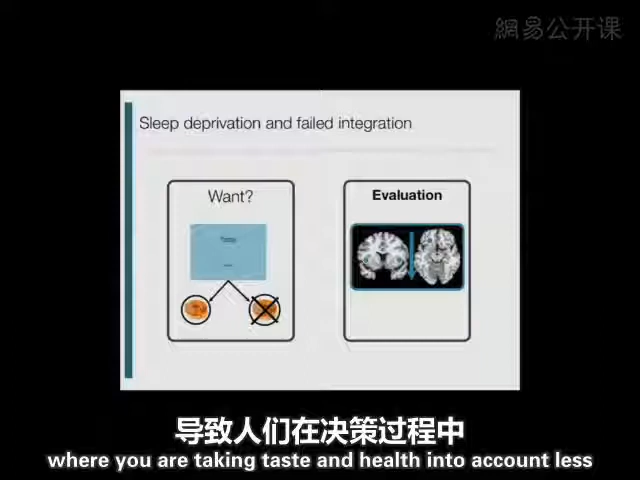 網易公开课
Sleep deprivation and failed integration
Want?
Evaluation
导致人们在决策过程中
where you are taking taste and health into account less